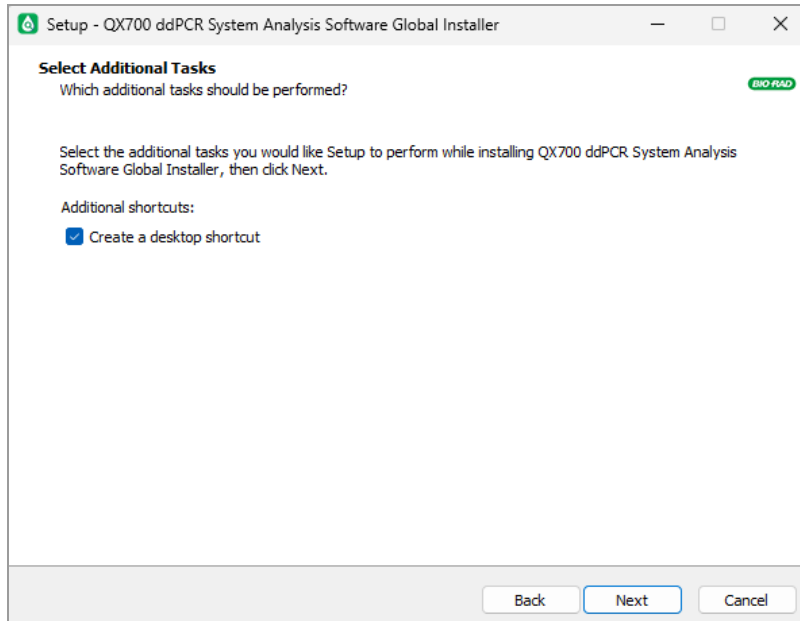 Setup - QX700 ddPCR System Analysis Software Global Installer
Select Additional Tasks
Which additional tasks should be performed?
BIO-RAD
Select the additional tasks you would like Setup to perform while installing QX700 ddPCR System Analysis
Software Global Installer, then click Next.
Additional shortcuts:
Create a desktop shortcut
Back Next Cancel